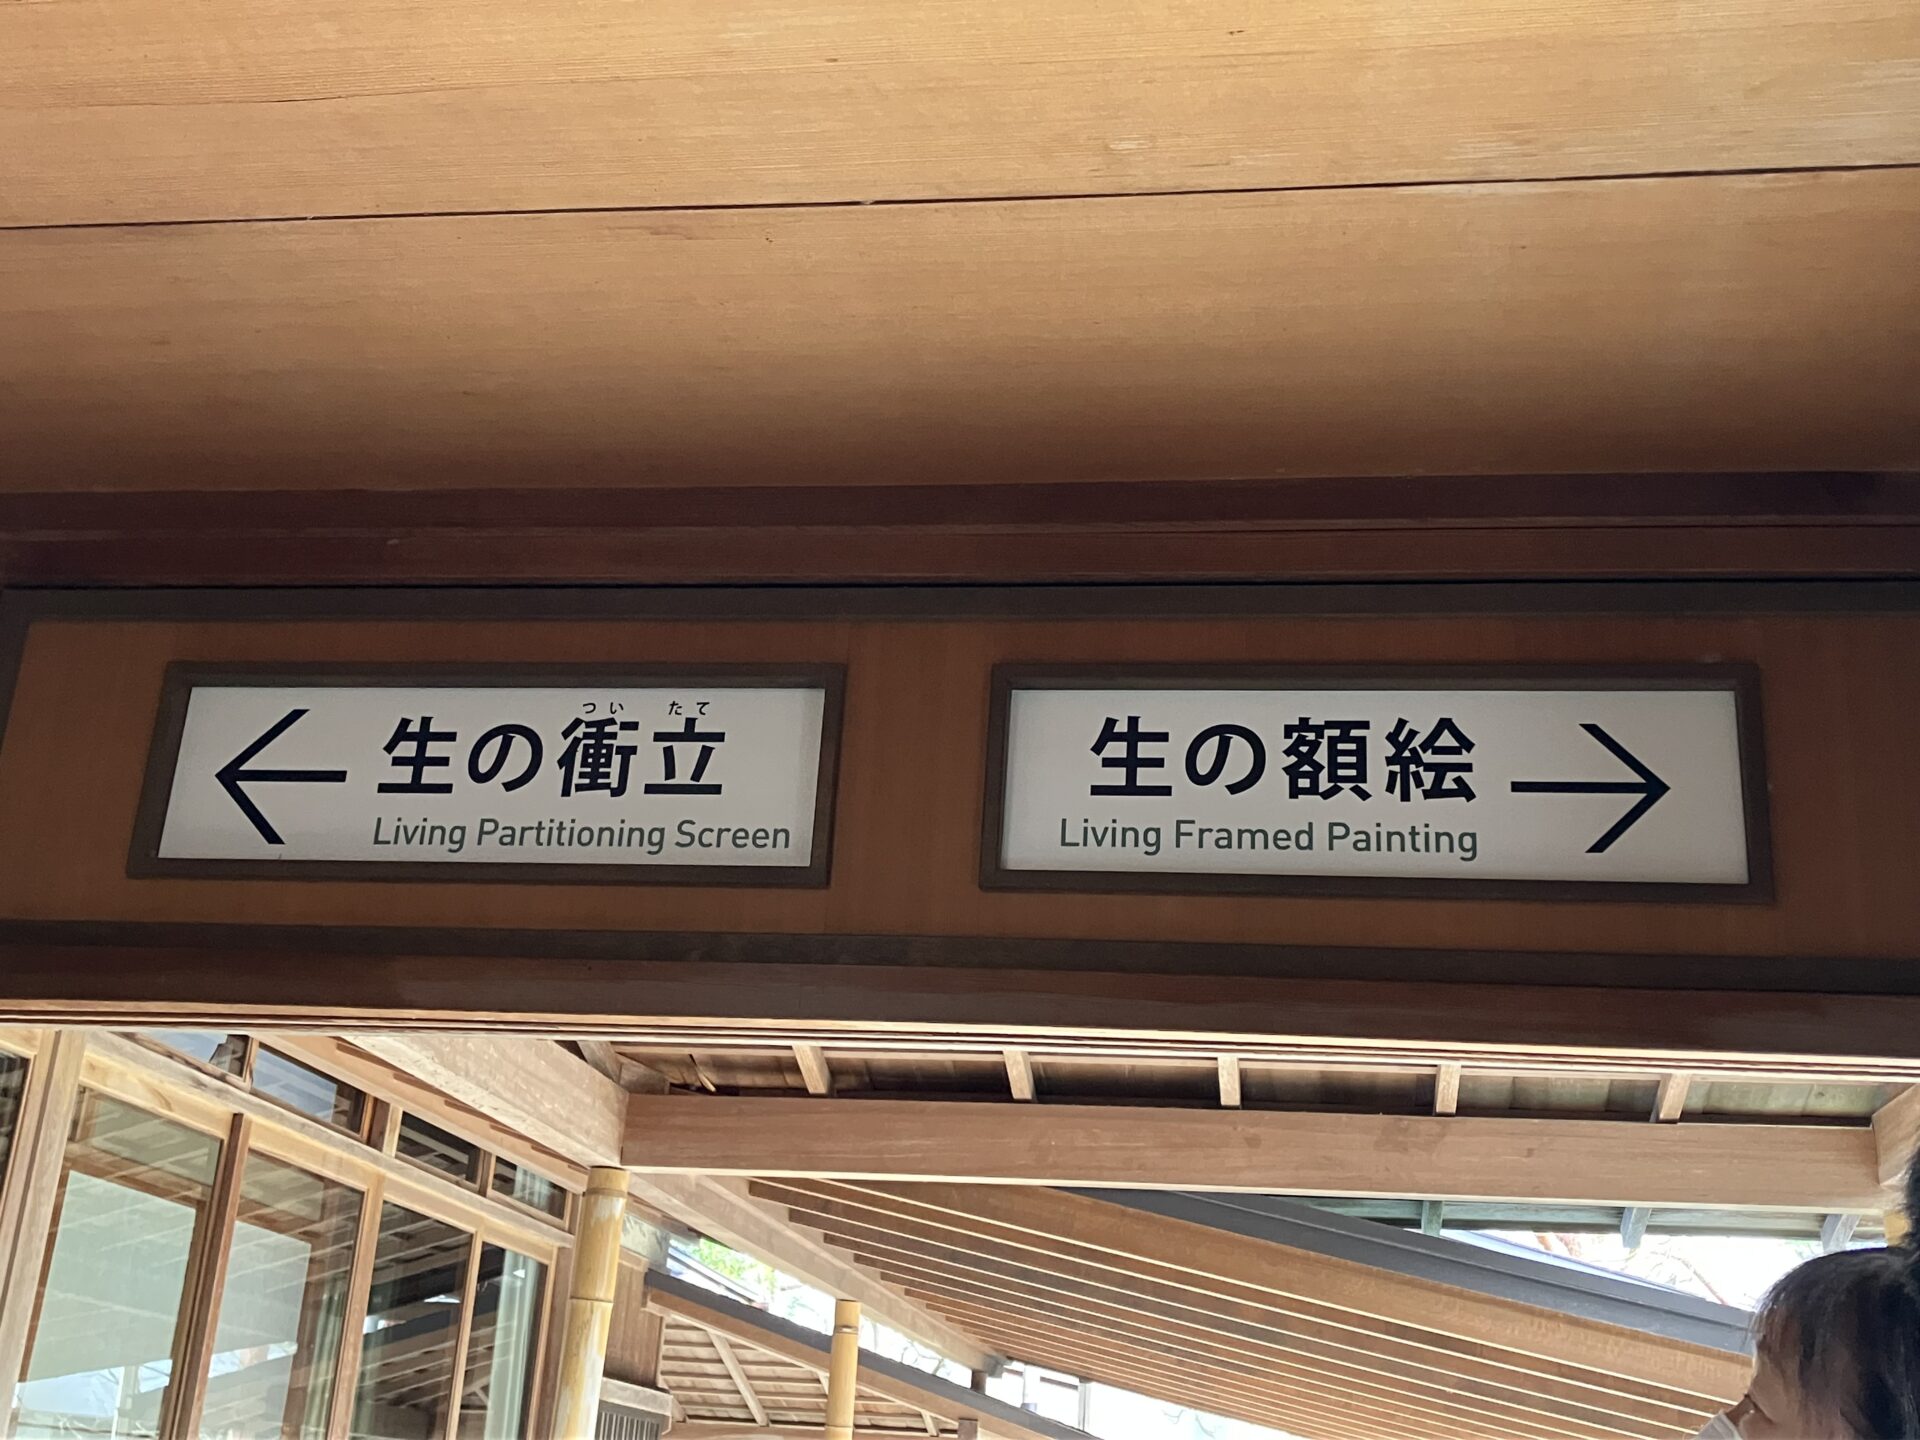 ← 生の衝立
つい たて
Living Partitioning Screen
生の額絵 →
Living Framed Painting